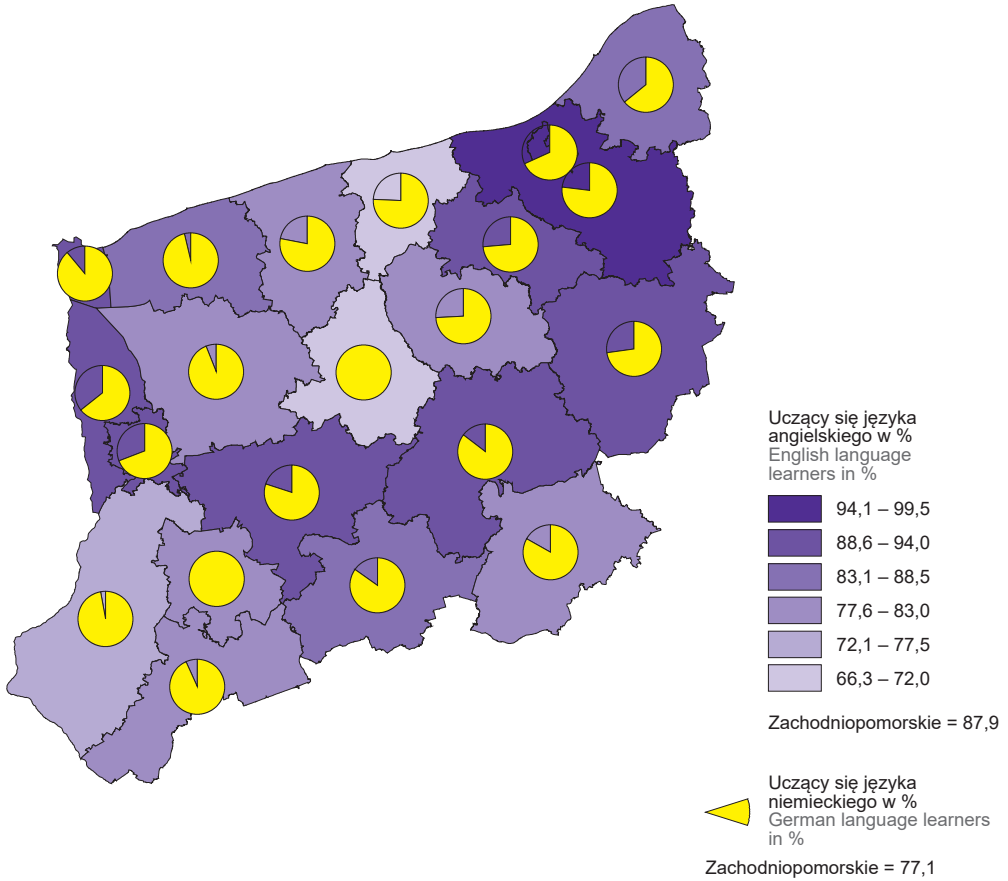 Uczący się języka
angielskiego w %
English language
learners in %
94,1 – 99,5
88,6 – 94,0
83,1 – 88,5
77,6 – 83,0
72,1 – 77,5
66,3 – 72,0
Zachodniopomorskie = 87,9
Uczący się języka
niemieckiego w %
German language learners
in %
Zachodniopomorskie = 77,1